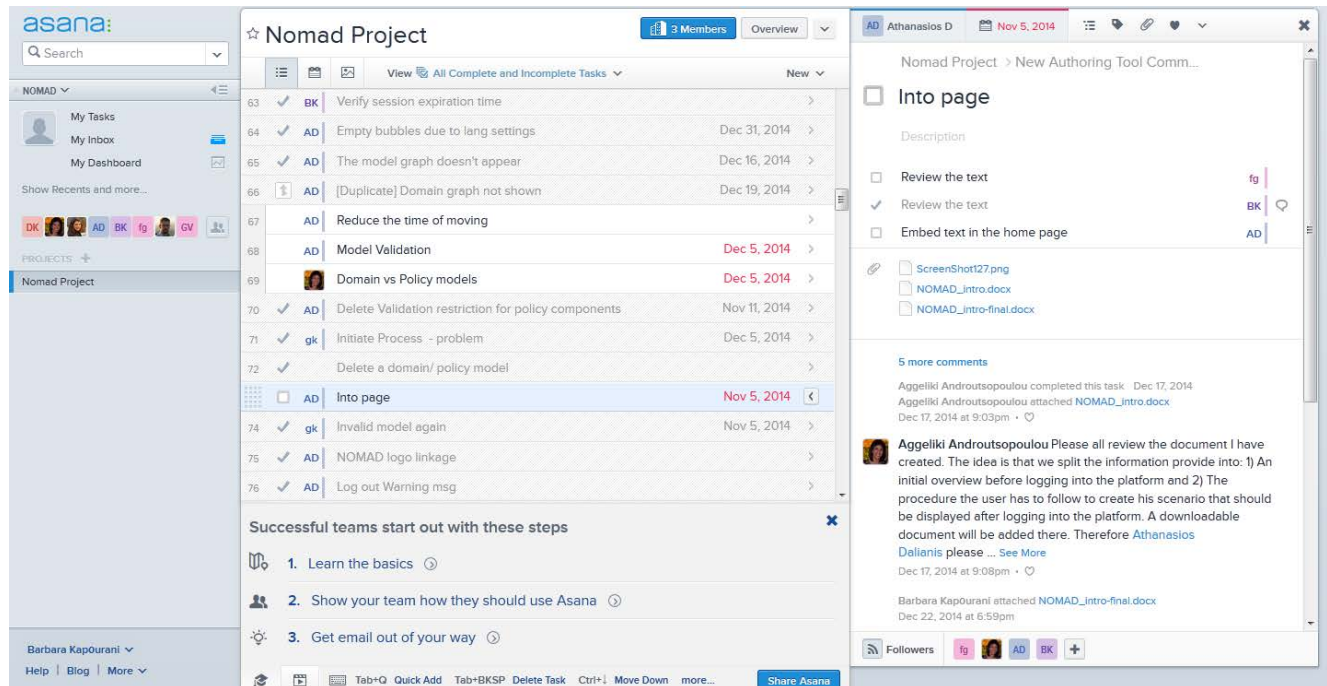 asana:
Search
NOMAD
My Tasks
My Inbox
My Dashboard
Show Recents and more...
DK AD BK fg GV
PROJECTS +
Nomad Project
Barbara Kapourani
Help | Blog | More
Nomad Project
3 Members
Overview
View All Complete and Incomplete Tasks
New
63 BK Verify session expiration time
64 AD Empty bubbles due to lang settings Dec 31, 2014
65 AD The model graph doesn't appear Dec 16, 2014
66 AD [Duplicate] Domain graph not shown Dec 19, 2014
67 AD Reduce the time of moving
68 AD Model Validation Dec 5, 2014
69 Domain vs Policy models Dec 5, 2014
70 AD Delete Validation restriction for policy components Nov 11, 2014
71 gk Initiate Process - problem Dec 5, 2014
72 Delete a domain/ policy model
AD Into page Nov 5, 2014
74 gk Invalid model again Nov 5, 2014
75 AD NOMAD logo linkage
76 AD Log out Warning msg
Successful teams start out with these steps
1. Learn the basics
2. Show your team how they should use Asana
3. Get email out of your way
Tab+Q Quick Add Tab+BKSP Delete Task Ctrl+↓ Move Down more...
Share Asana
AD Athanasios D
Nov 5, 2014
Nomad Project > New Authoring Tool Comm...
Into page
Description
Review the text fg
Review the text BK
Embed text in the home page AD
ScreenShot127.png
NOMAD_intro.docx
NOMAD_intro-final.docx
5 more comments
Aggeliki Androutsopoulou completed this task Dec 17, 2014
Aggeliki Androutsopoulou attached NOMAD_intro.docx
Dec 17, 2014 at 9:03pm •
Aggeliki Androutsopoulou Please all review the document I have
created. The idea is that we split the information provide into: 1) An
initial overview before logging into the platform and 2) The
procedure the user has to follow to create his scenario that should
be displayed after logging into the platform. A downloadable
document will be added there. Therefore Athanasios
Dalianis please ... See More
Dec 17, 2014 at 9:08pm •
Barbara Kapourani attached NOMAD_intro-final.docx
Dec 22, 2014 at 6:59pm
Followers fg AD BK +